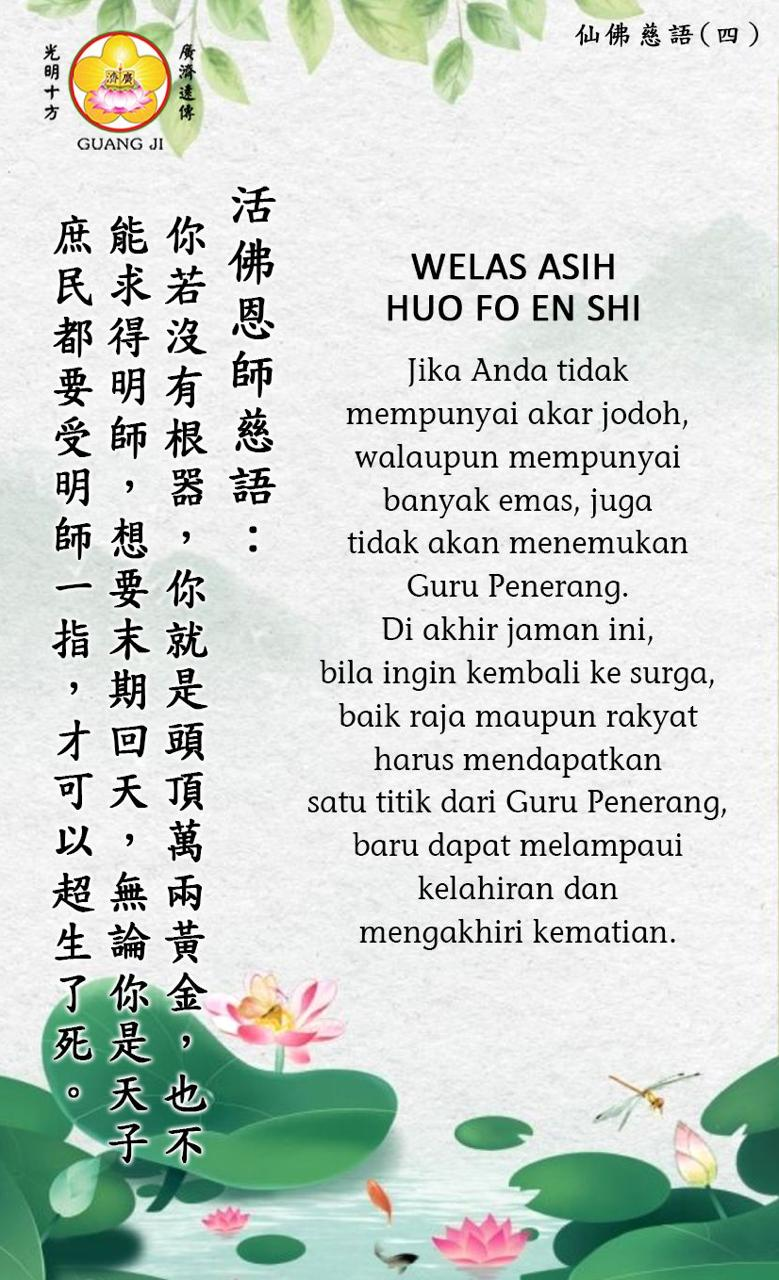 仙佛慈語(四)
光明十方
廣濟
廣濟遠傳
GUANG JI
活佛恩師慈語：
你若沒有根器，你就是頭頂萬兩黃金，也不
能求得明師，想要末期回天，無論你是天子
庶民都要受明師一指，才可以超生了死。
WELAS ASIH
HUO FO EN SHI
Jika Anda tidak
mempunyai akar jodoh,
walaupun mempunyai
banyak emas, juga
tidak akan menemukan
Guru Penerang.
Di akhir jaman ini,
bila ingin kembali ke surga,
baik raja maupun rakyat
harus mendapatkan
satu titik dari Guru Penerang,
baru dapat melampaui
kelahiran dan
mengakhiri kematian.